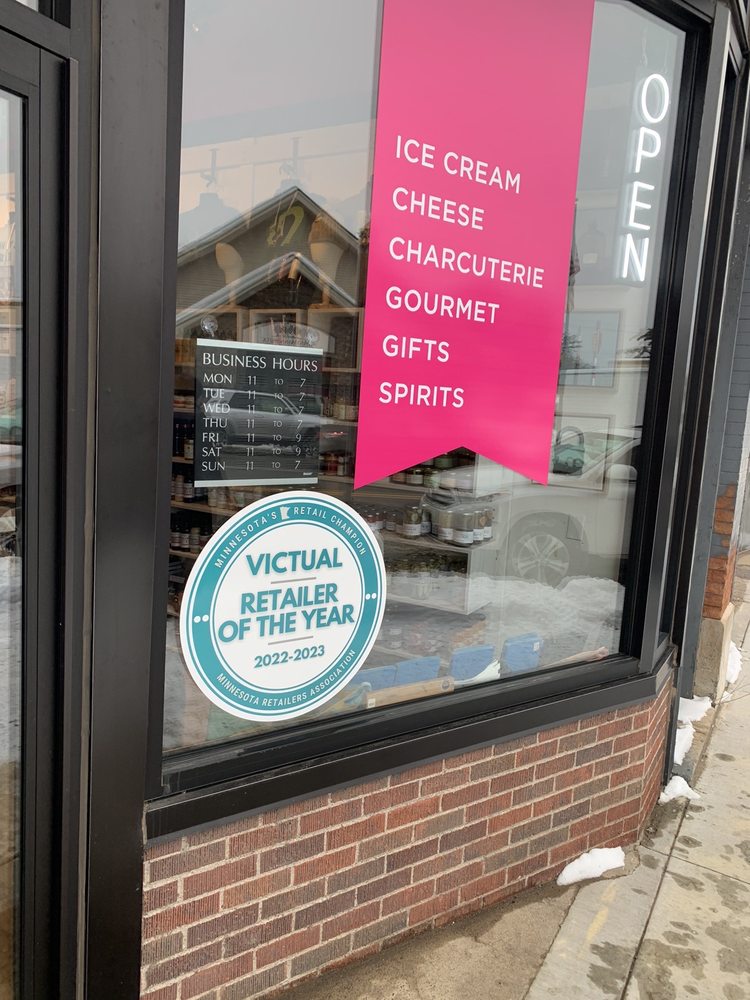 OPEN
ICE CREAM
CHEESE
CHARCUTERIE
GOURMET
GIFTS
SPIRITS
BUSINESS HOURS
MON 11 TO 7
TUE 11 TO 7
WED 11 TO 7
THU 11 TO 7
FRI 11 TO 9
SAT 11 TO 9
SUN 11 TO 7
MINNESOTA'S RETAIL CHAMPION
VICTUAL
RETAILER
OF THE YEAR
2022-2023
MINNESOTA RETAILERS ASSOCIATION